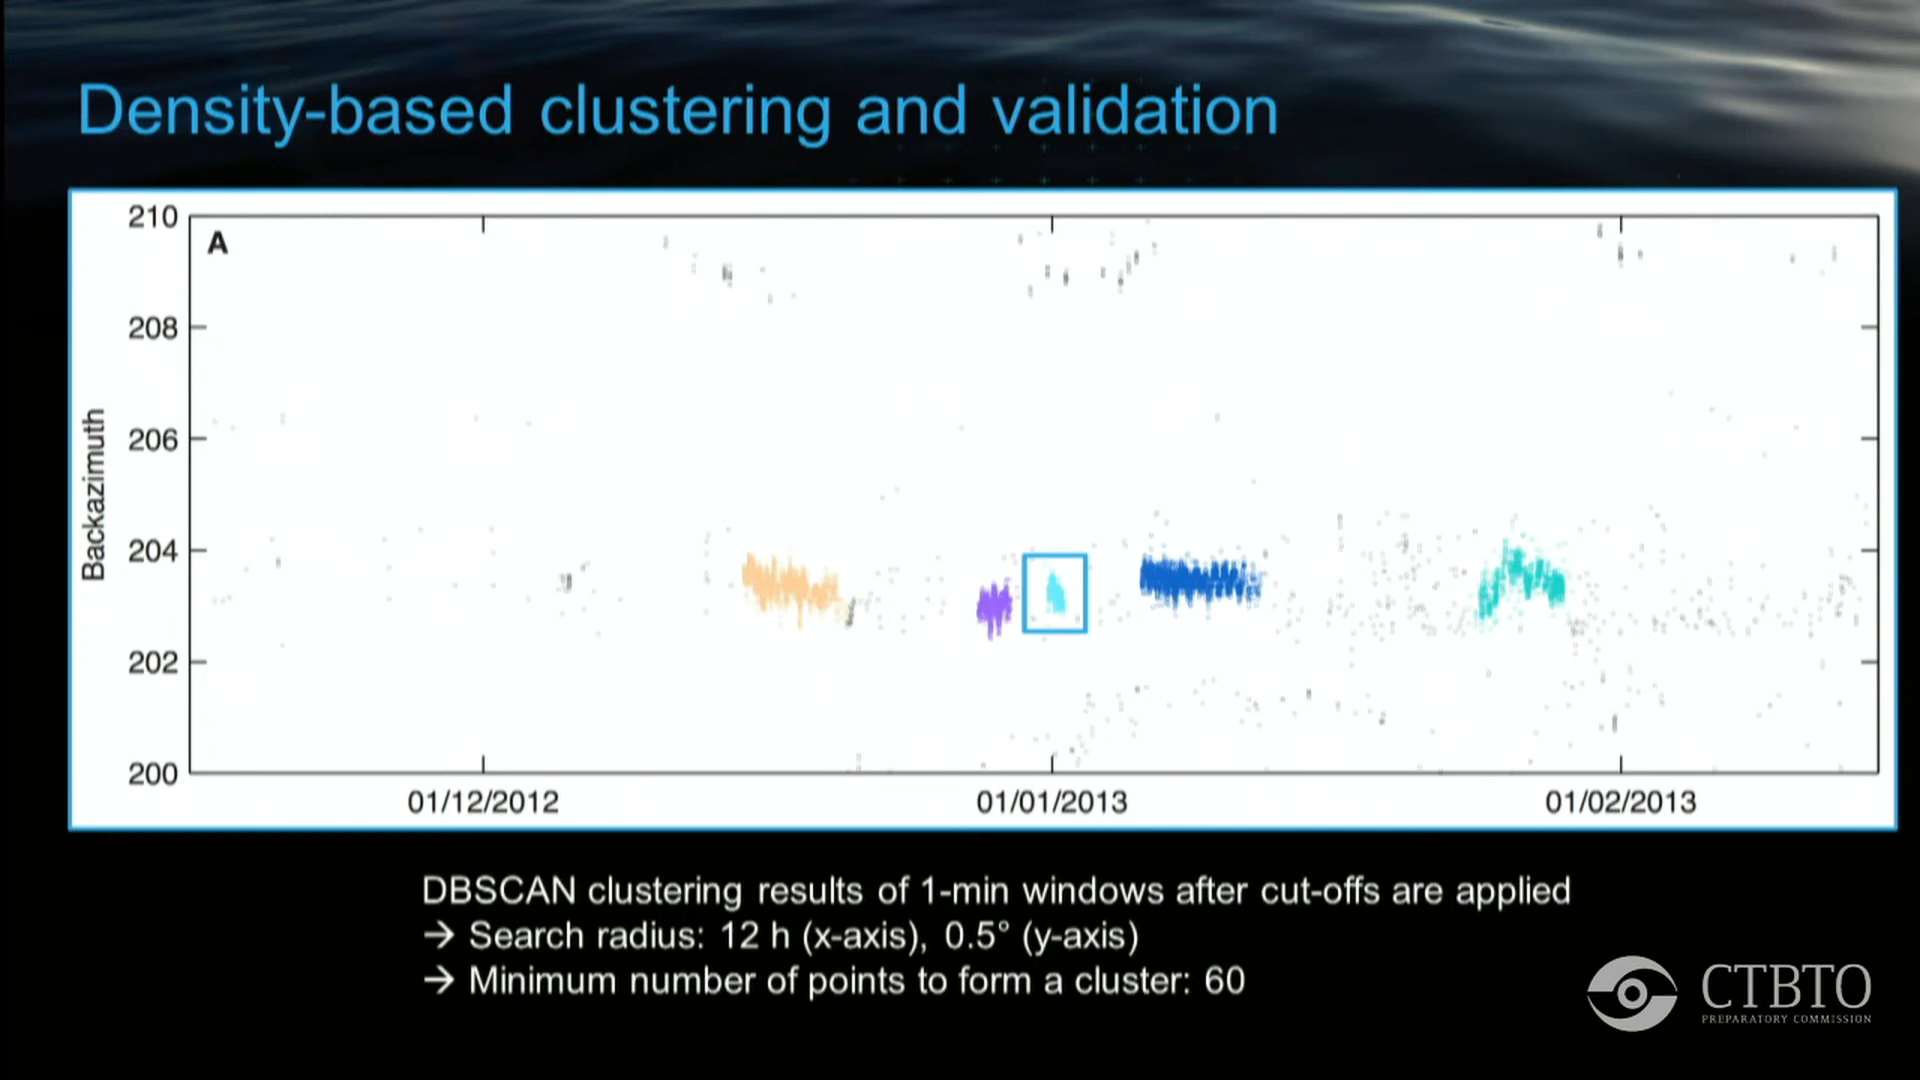 Density-based clustering and validation
210
A
208
206
204
202
200
Backazimuth
01/12/2012
01/01/2013
01/02/2013
DBSCAN clustering results of 1-min windows after cut-offs are applied
→ Search radius: 12 h (x-axis), 0.5° (y-axis)
→ Minimum number of points to form a cluster: 60
CTBTO
PREPARATORY COMMISSION